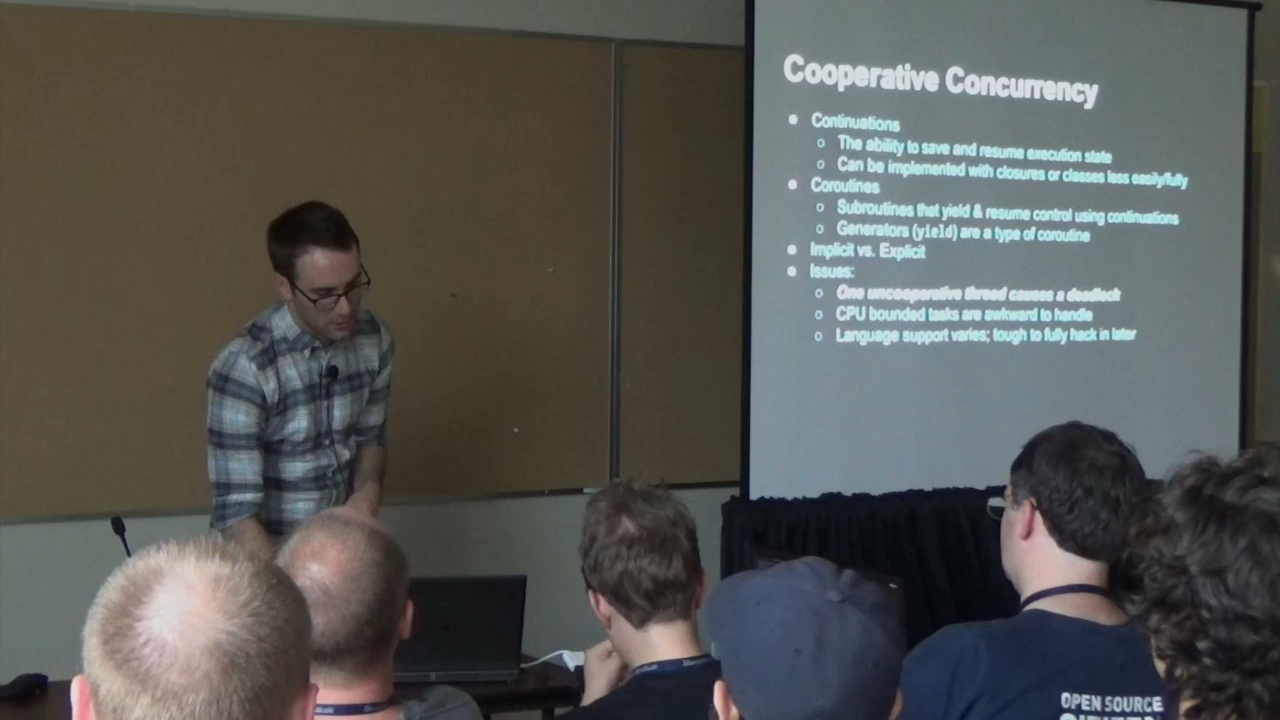 Cooperative Concurrency
● Continuations
○ The ability to save and resume execution state
○ Can be implemented with closures or classes less easily/fully
● Coroutines
○ Subroutines that yield & resume control using continuations
○ Generators (yield) are a type of coroutine
● Implicit vs. Explicit
● Issues:
○ One uncooperative thread causes a deadlock
○ CPU bounded tasks are awkward to handle
○ Language support varies; tough to fully hack in later
OPEN SOURCE